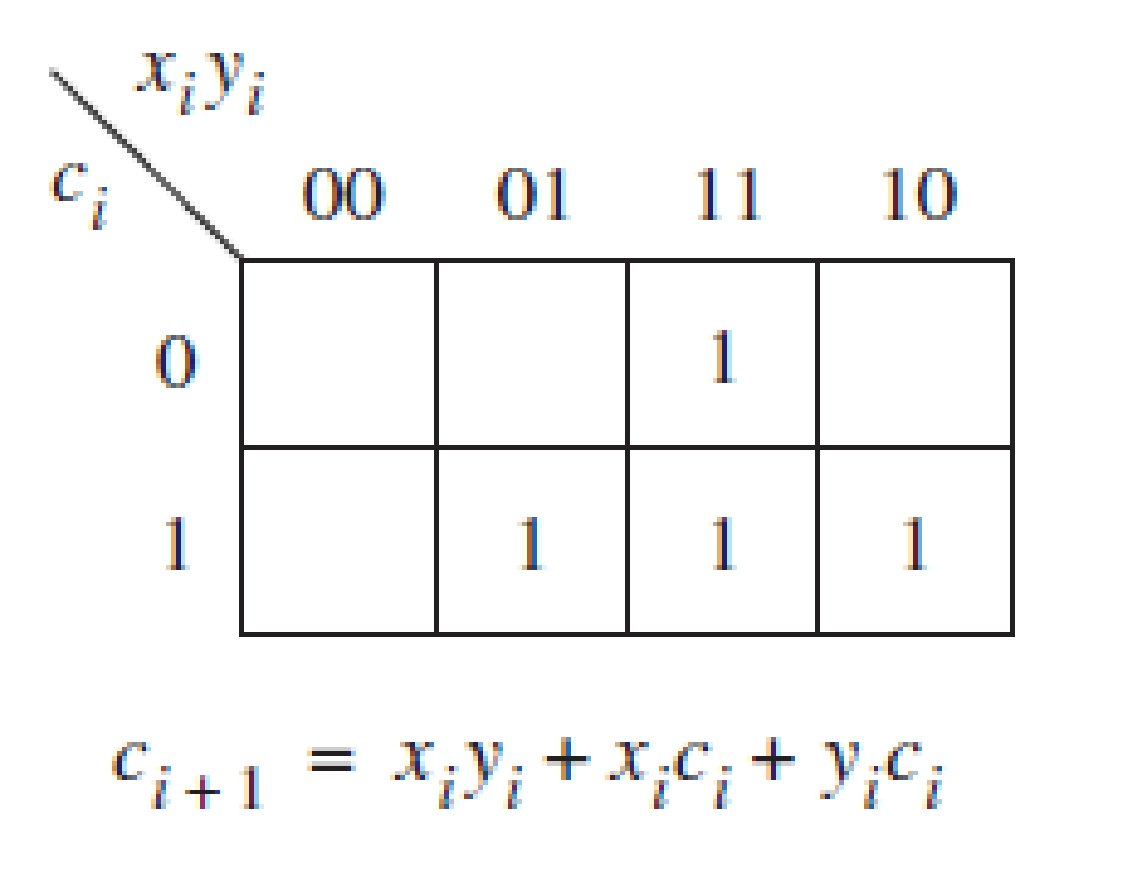 x_i y_i
c_i
00 01 11 10
0 1
1 1 1 1
c_{i+1} = x_i y_i + x_i c_i + y_i c_i